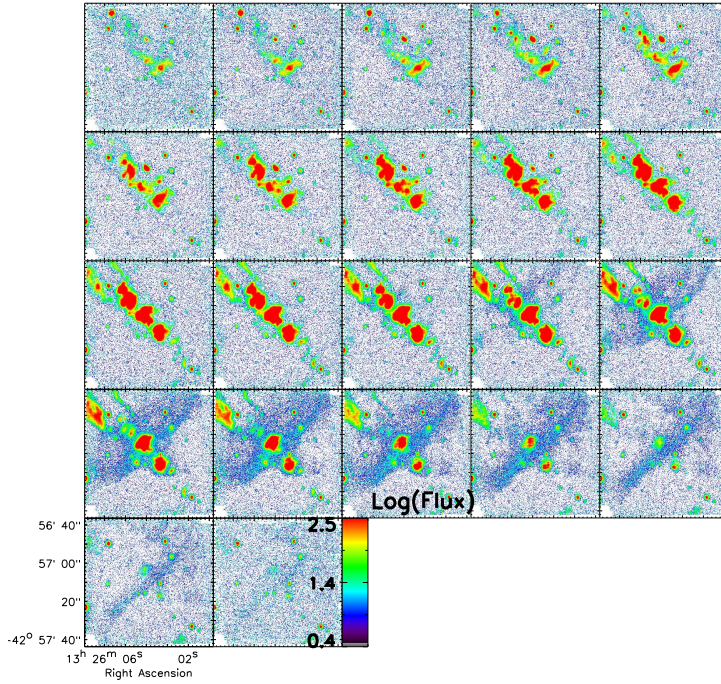 Log(Flux)
2.5
1.4
0.4
56' 40"
57' 00"
20"
-42° 57' 40"
13ʰ 26ᵐ 06ˢ 02ˢ
Right Ascension